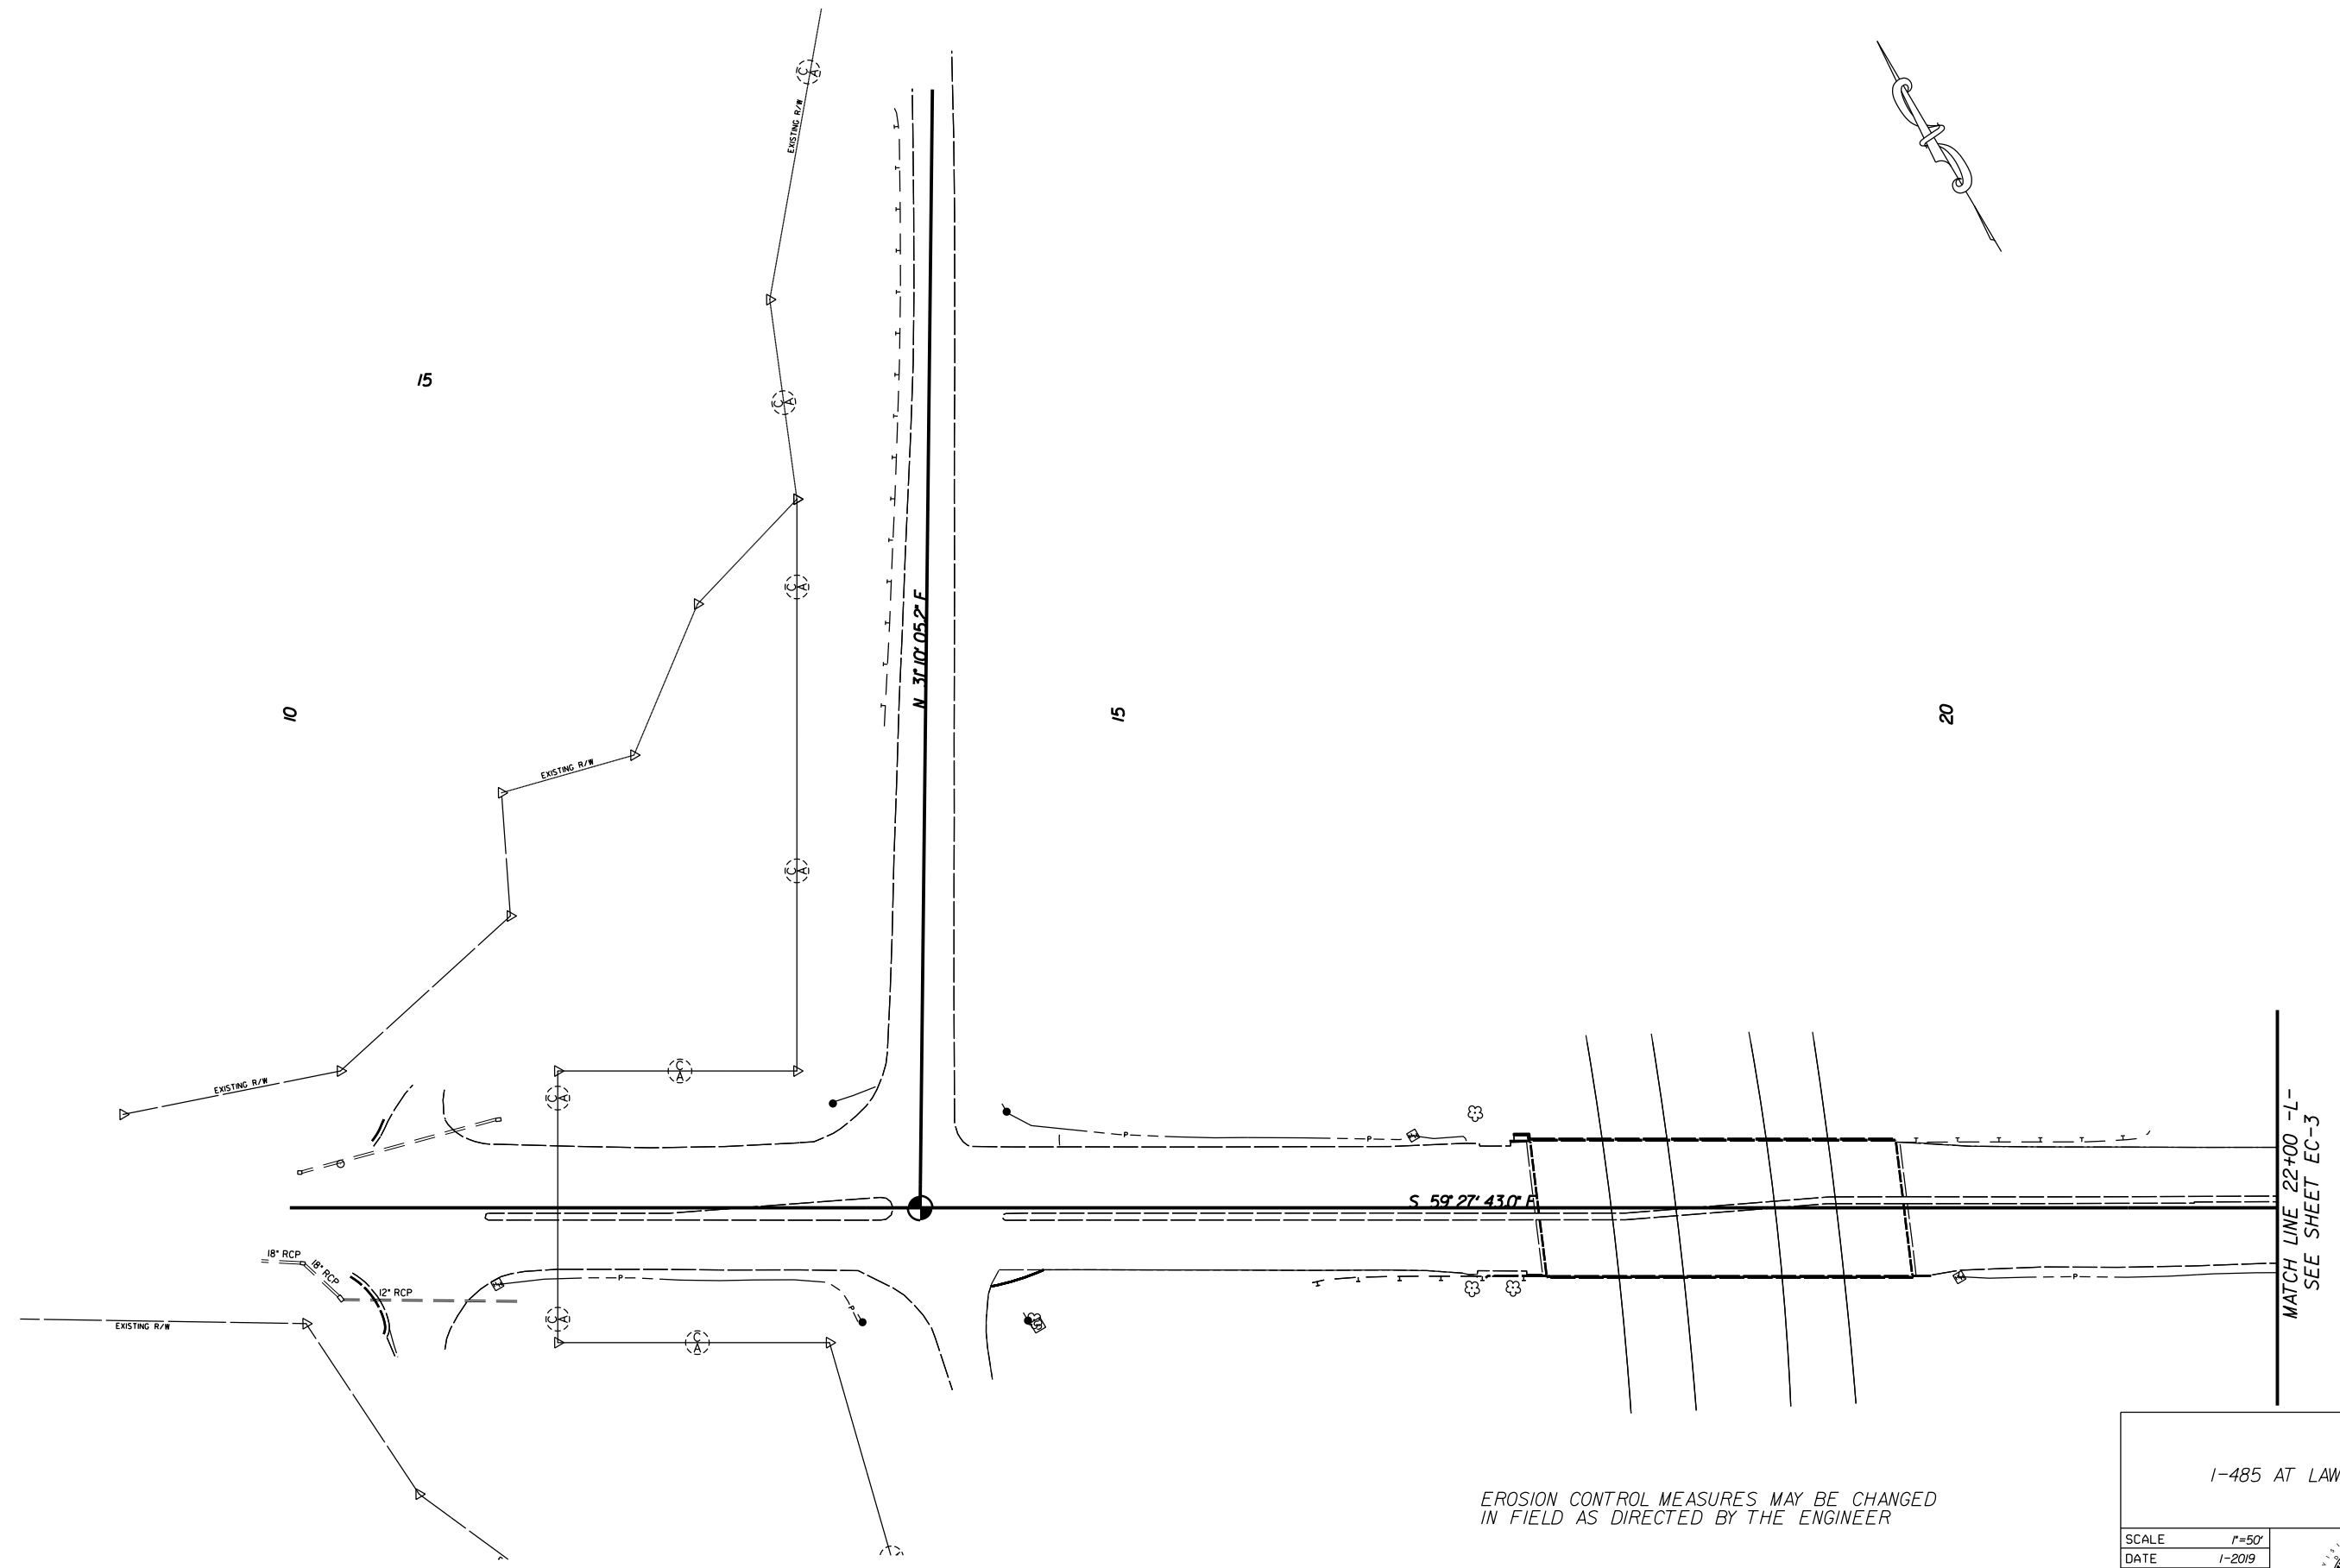 C
A
EXISTING R/W
15
C
A
C
A
N 31° 10' 05.2" E
10
15
20
EXISTING R/W
C
A
EXISTING R/W
C
A
C
A
P
P
S 59° 27' 43.0" E
MATCH LINE 22+00 -L-
SEE SHEET EC-3
18" RCP
18" RCP
12" RCP
P
P
P
EXISTING R/W
C
A
C
A
I-485 AT LAW
EROSION CONTROL MEASURES MAY BE CHANGED
IN FIELD AS DIRECTED BY THE ENGINEER
SCALE 1"=50'
DATE 1-2019